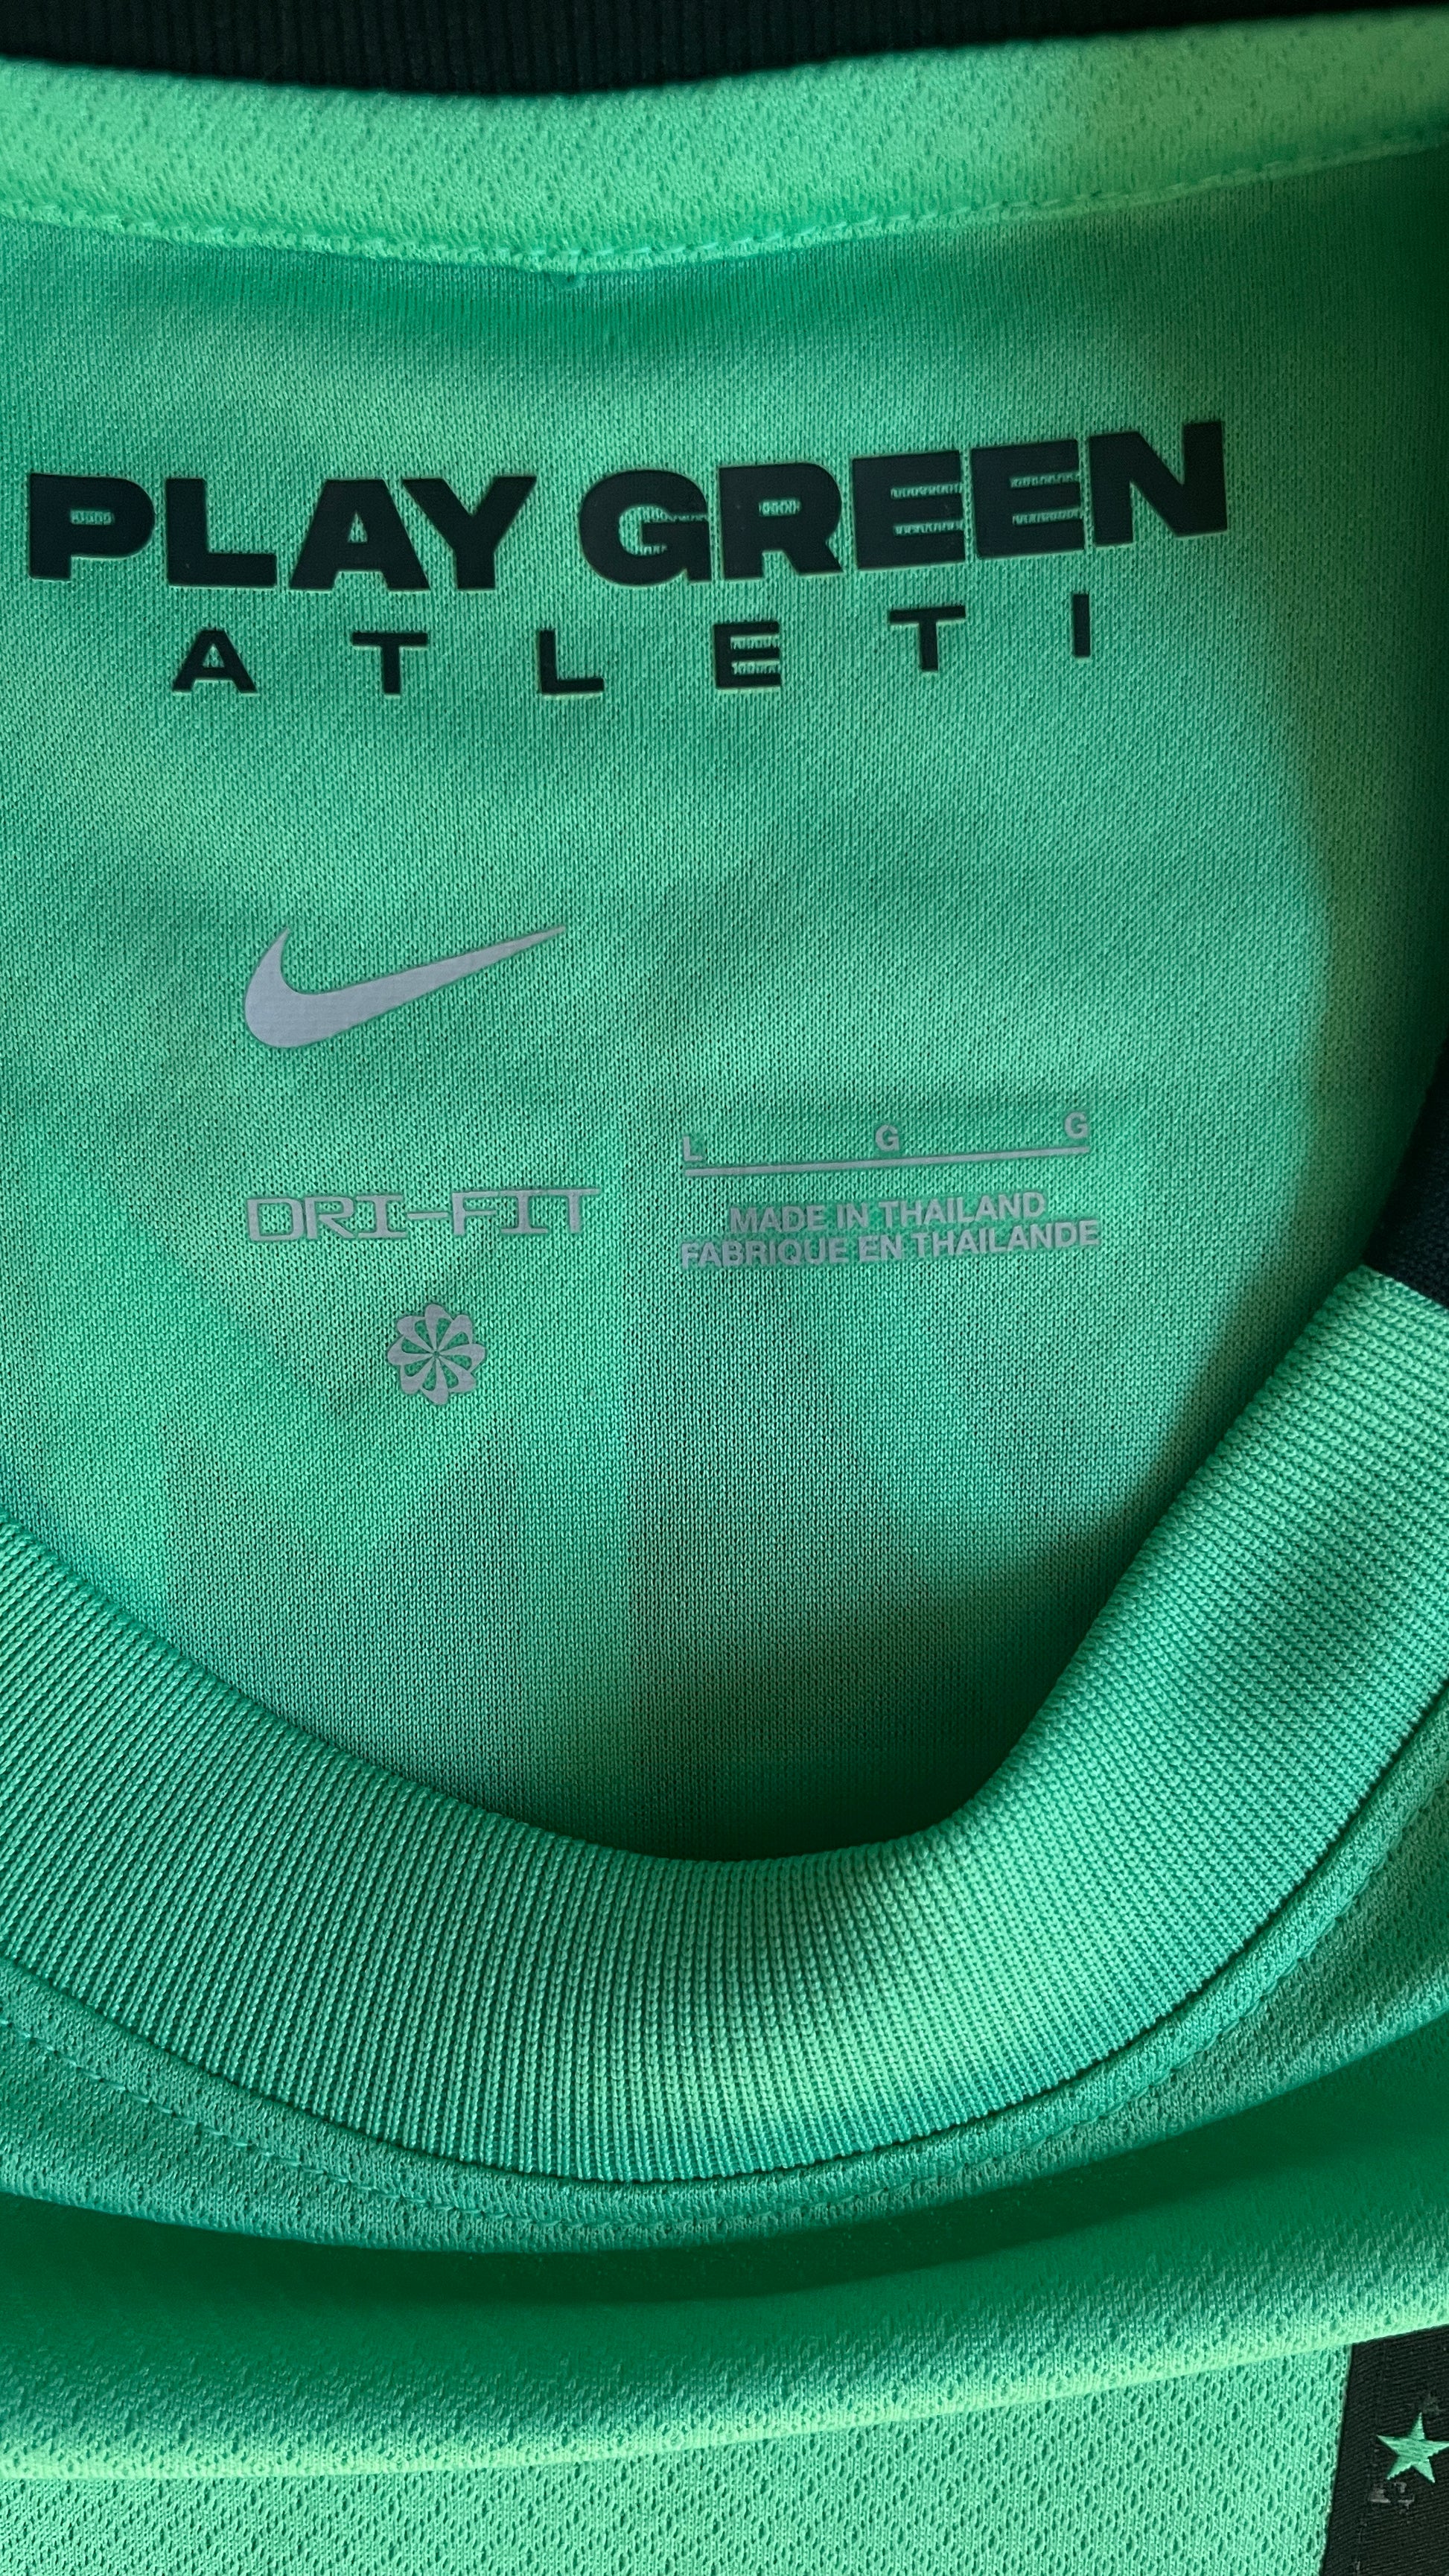 PLAY GREEN
ATLETI
L G G
DRI-FIT
MADE IN THAILAND
FABRIQUE EN THAILANDE